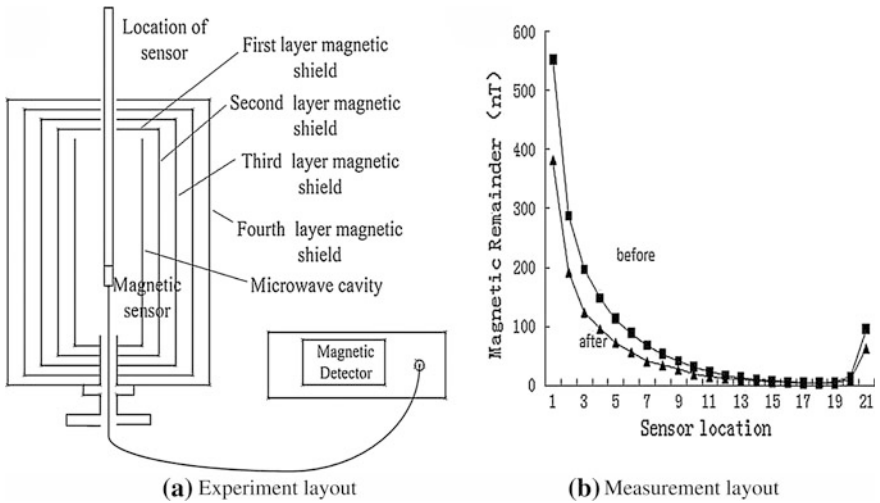 Location of
sensor
First layer magnetic
shield
Second layer magnetic
shield
Third layer magnetic
shield
Fourth layer magnetic
shield
Microwave cavity
Magnetic
sensor
Magnetic
Detector
(a) Experiment layout
Magnetic Remainder (nT)
600
500
400
300
200
100
0
before
after
1 3 5 7 9 11 13 15 17 19 21
Sensor location
(b) Measurement layout